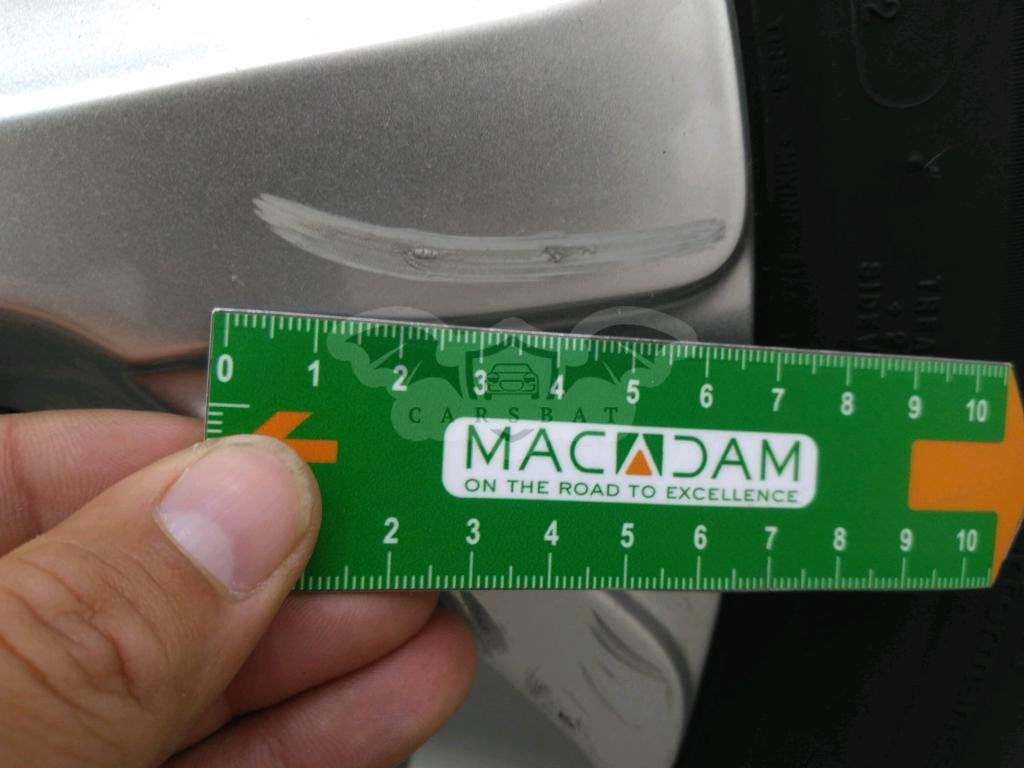 0 1 2 3 4 5 6 7 8 9 10
CARSBAT
MACADAM
ON THE ROAD TO EXCELLENCE
2 3 4 5 6 7 8 9 10